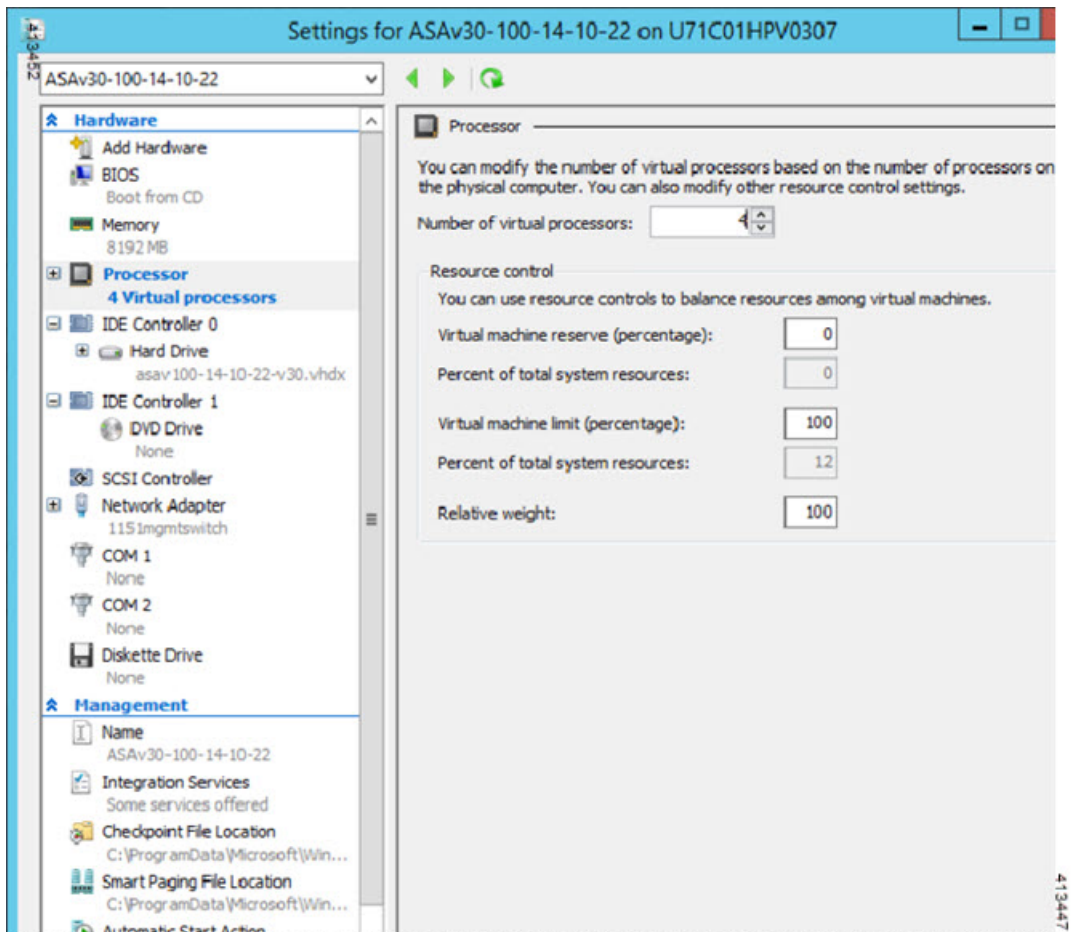 Settings for ASAv30-100-14-10-22 on U71C01HPV0307
413452
ASAv30-100-14-10-22
Hardware
Add Hardware
BIOS
Boot from CD
Memory
8192 MB
Processor
4 Virtual processors
IDE Controller 0
Hard Drive
asav100-14-10-22-v30.vhdx
IDE Controller 1
DVD Drive
None
SCSI Controller
Network Adapter
1151mgmtswitch
COM 1
None
COM 2
None
Diskette Drive
None
Management
Name
ASAv30-100-14-10-22
Integration Services
Some services offered
Checkpoint File Location
C:\ProgramData\Microsoft\Win...
Smart Paging File Location
C:\ProgramData\Microsoft\Win...
Automatic Start Action
Processor
You can modify the number of virtual processors based on the number of processors on
the physical computer. You can also modify other resource control settings.
Number of virtual processors: 4
Resource control
You can use resource controls to balance resources among virtual machines.
Virtual machine reserve (percentage): 0
Percent of total system resources: 0
Virtual machine limit (percentage): 100
Percent of total system resources: 12
Relative weight: 100
413447